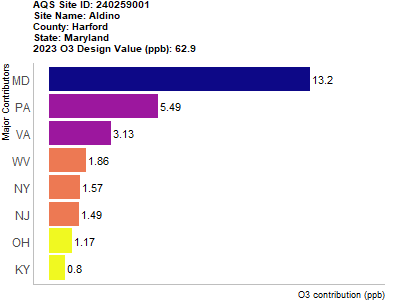 AQS Site ID: 240259001
Site Name: Aldino
County: Harford
State: Maryland
2023 O3 Design Value (ppb): 62.9
Major Contributors
MD 13.2
PA 5.49
VA 3.13
WV 1.86
NY 1.57
NJ 1.49
OH 1.17
KY 0.8
O3 contribution (ppb)